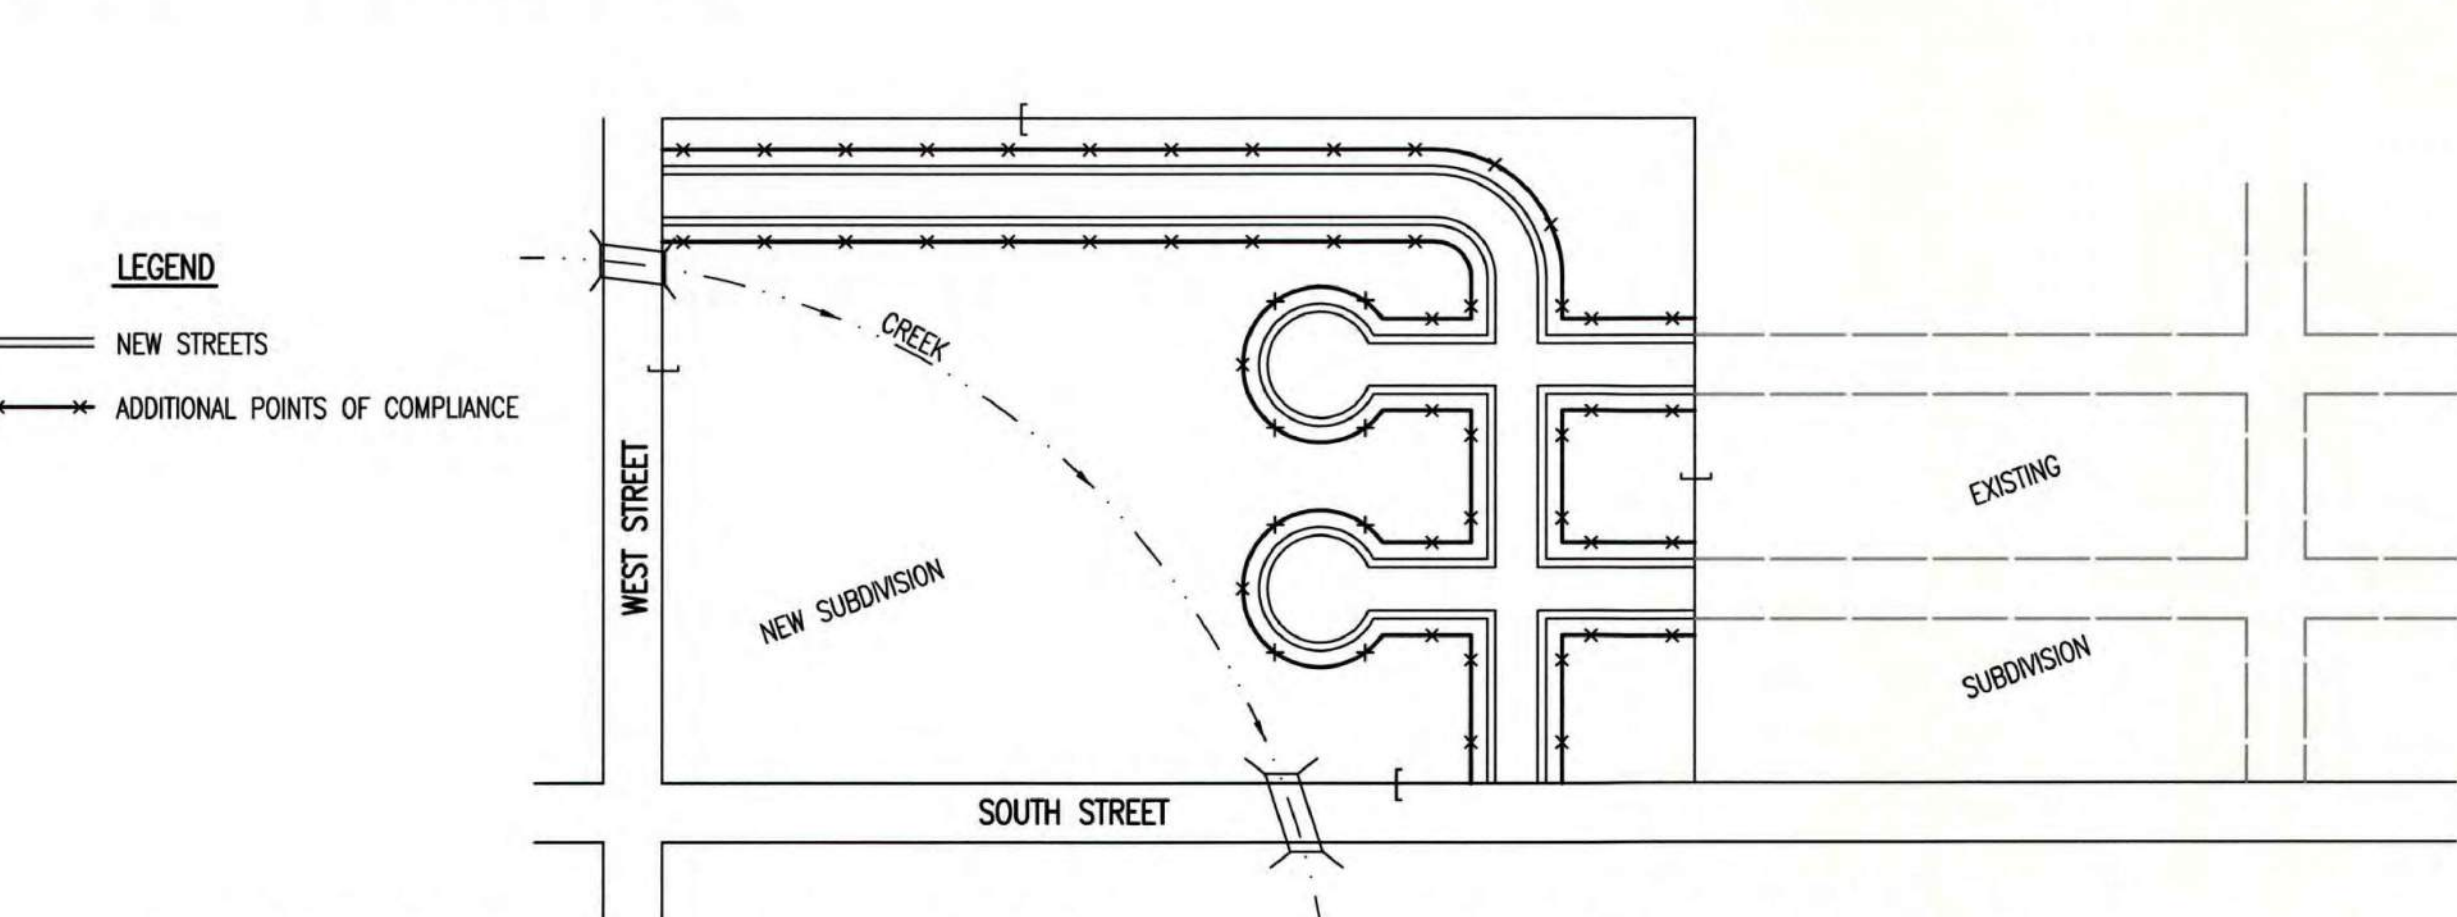 LEGEND
NEW STREETS
ADDITIONAL POINTS OF COMPLIANCE
CREEK
WEST STREET
NEW SUBDIVISION
SOUTH STREET
EXISTING
SUBDIVISION